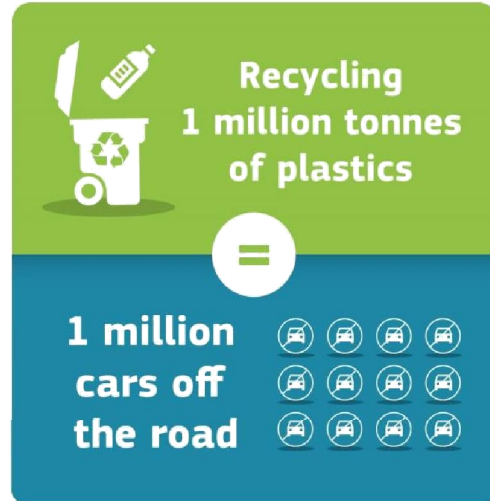 Recycling
1 million tonnes
of plastics
=
1 million
cars off
the road